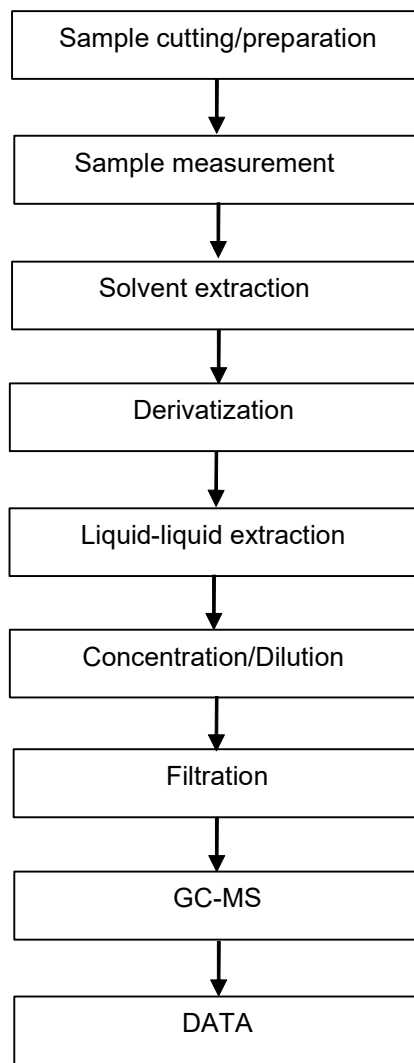 Sample cutting/preparation
Sample measurement
Solvent extraction
Derivatization
Liquid-liquid extraction
Concentration/Dilution
Filtration
GC-MS
DATA